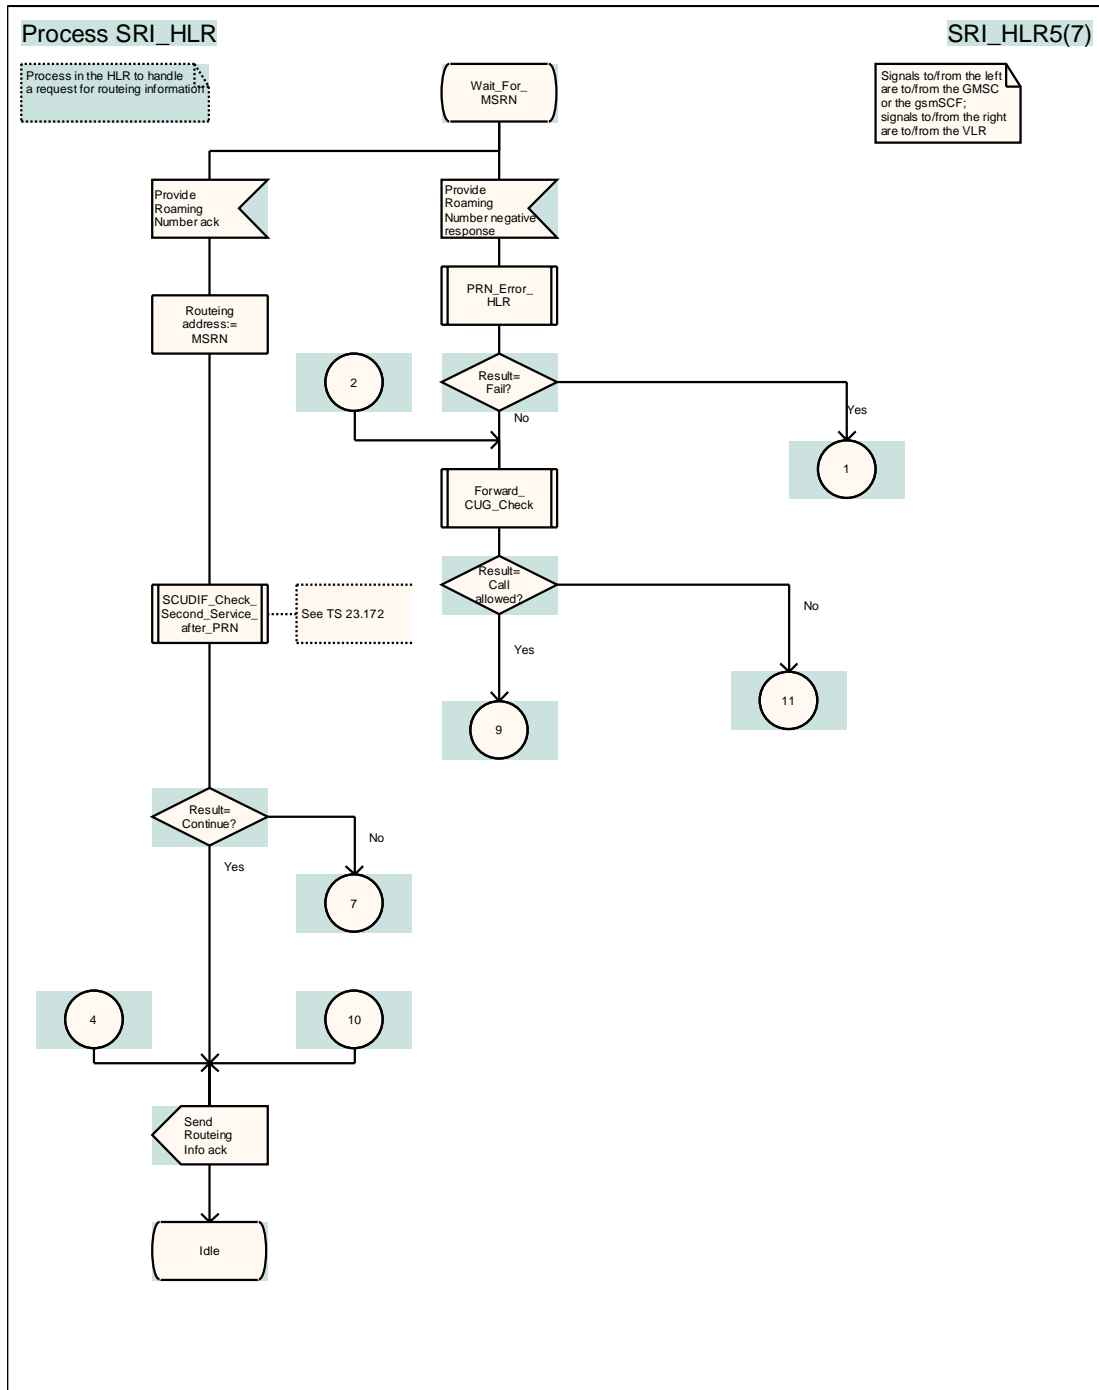 Process SRI_HLR
SRI_HLR5(7)
Process in the HLR to handle
a request for routeing information
Wait_For_
MSRN
Signals to/from the left
are to/from the GMSC
or the gsmSCF;
signals to/from the right
are to/from the VLR
Provide
Roaming
Number ack
Provide
Roaming
Number negative
response
PRN_Error_
HLR
Routeing
address:=
MSRN
2
Result=
Fail?
Yes
No
1
Forward_
CUG_Check
Result=
Call
allowed?
SCUDIF_Check_
Second_Service_
after_PRN
See TS 23.172
No
Yes
11
9
Result=
Continue?
No
Yes
7
4
10
Send
Routeing
Info ack
Idle